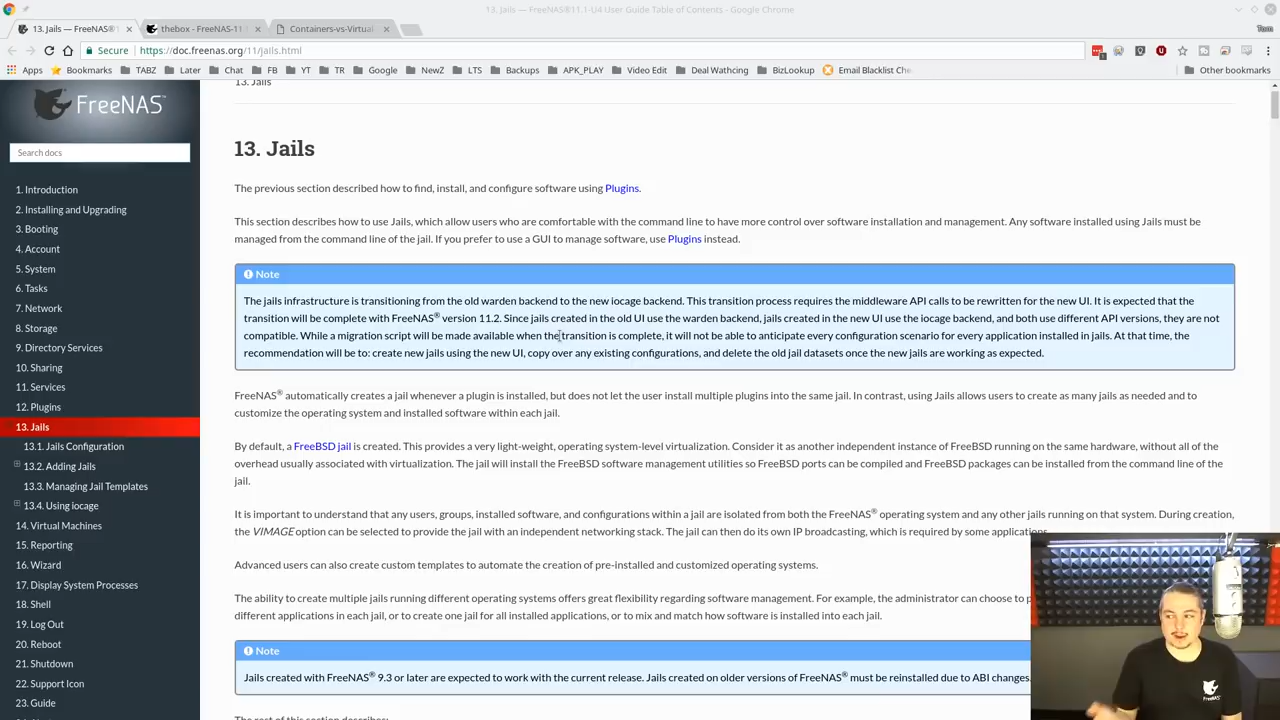 13. Jails — FreeNAS®11.1-U4 User Guide Table of Contents - Google Chrome
13. Jails — FreeNAS®1
thebox - FreeNAS-11
Containers-vs-Virtual
Tom
Secure
https://doc.freenas.org/11/jails.html
Apps
Bookmarks
TABZ
Later
Chat
FB
YT
TR
Google
NewZ
LTS
Backups
APK_PLAY
Video Edit
Deal Wathcing
BizLookup
Email Blacklist Che
Other bookmarks
FreeNAS
Search docs
1. Introduction
2. Installing and Upgrading
3. Booting
4. Account
5. System
6. Tasks
7. Network
8. Storage
9. Directory Services
10. Sharing
11. Services
12. Plugins
13. Jails
13.1. Jails Configuration
13.2. Adding Jails
13.3. Managing Jail Templates
13.4. Using iocage
14. Virtual Machines
15. Reporting
16. Wizard
17. Display System Processes
18. Shell
19. Log Out
20. Reboot
21. Shutdown
22. Support Icon
23. Guide
13. Jails
13. Jails
The previous section described how to find, install, and configure software using Plugins.
This section describes how to use Jails, which allow users who are comfortable with the command line to have more control over software installation and management. Any software installed using Jails must be
managed from the command line of the jail. If you prefer to use a GUI to manage software, use Plugins instead.
Note
The jails infrastructure is transitioning from the old warden backend to the new iocage backend. This transition process requires the middleware API calls to be rewritten for the new UI. It is expected that the
transition will be complete with FreeNAS® version 11.2. Since jails created in the old UI use the warden backend, jails created in the new UI use the iocage backend, and both use different API versions, they are not
compatible. While a migration script will be made available when the transition is complete, it will not be able to anticipate every configuration scenario for every application installed in jails. At that time, the
recommendation will be to: create new jails using the new UI, copy over any existing configurations, and delete the old jail datasets once the new jails are working as expected.
FreeNAS® automatically creates a jail whenever a plugin is installed, but does not let the user install multiple plugins into the same jail. In contrast, using Jails allows users to create as many jails as needed and to
customize the operating system and installed software within each jail.
By default, a FreeBSD jail is created. This provides a very light-weight, operating system-level virtualization. Consider it as another independent instance of FreeBSD running on the same hardware, without all of the
overhead usually associated with virtualization. The jail will install the FreeBSD software management utilities so FreeBSD ports can be compiled and FreeBSD packages can be installed from the command line of the
jail.
It is important to understand that any users, groups, installed software, and configurations within a jail are isolated from both the FreeNAS® operating system and any other jails running on that system. During creation,
the VIMAGE option can be selected to provide the jail with an independent networking stack. The jail can then do its own IP broadcasting, which is required by some applications.
Advanced users can also create custom templates to automate the creation of pre-installed and customized operating systems.
The ability to create multiple jails running different operating systems offers great flexibility regarding software management. For example, the administrator can choose to
different applications in each jail, or to create one jail for all installed applications, or to mix and match how software is installed into each jail.
Note
Jails created with FreeNAS® 9.3 or later are expected to work with the current release. Jails created on older versions of FreeNAS® must be reinstalled due to ABI changes.
The rest of this section describes:
FreeNAS